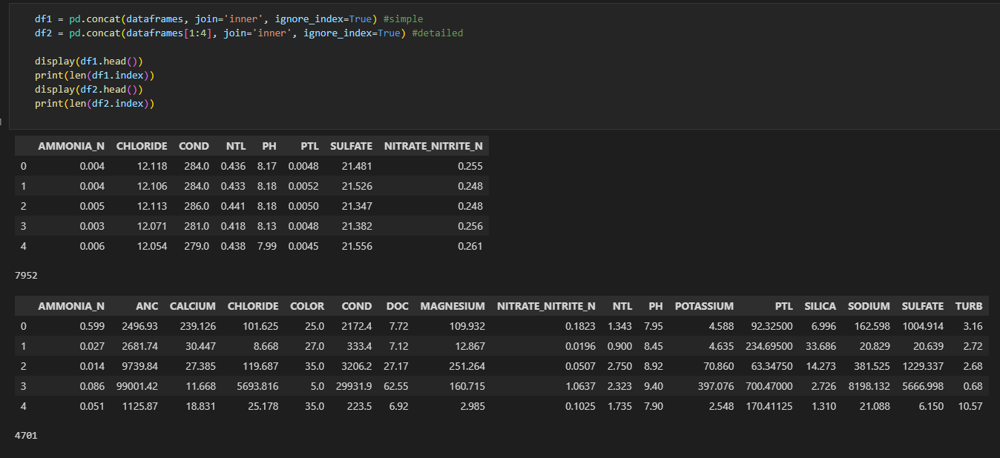 df1 = pd.concat(dataframes, join='inner', ignore_index=True) #simple
df2 = pd.concat(dataframes[1:4], join='inner', ignore_index=True) #detailed
display(df1.head())
print(len(df1.index))
display(df2.head())
print(len(df2.index))
AMMONIA_N CHLORIDE COND NTL PH PTL SULFATE NITRATE_NITRITE_N
0 0.004 12.118 284.0 0.436 8.17 0.0048 21.481 0.255
1 0.004 12.106 284.0 0.433 8.18 0.0052 21.526 0.248
2 0.005 12.113 286.0 0.441 8.18 0.0050 21.347 0.248
3 0.003 12.071 281.0 0.418 8.13 0.0048 21.382 0.256
4 0.006 12.054 279.0 0.438 7.99 0.0045 21.556 0.261
7952
AMMONIA_N ANC CALCIUM CHLORIDE COLOR COND DOC MAGNESIUM NITRATE_NITRITE_N NTL PH POTASSIUM PTL SILICA SODIUM SULFATE TURB
0 0.599 2496.93 239.126 101.625 25.0 2172.4 7.72 109.932 0.1823 1.343 7.95 4.588 92.32500 6.996 162.598 1004.914 3.16
1 0.027 2681.74 30.447 8.668 27.0 333.4 7.12 12.867 0.0196 0.900 8.45 4.635 234.69500 33.686 20.829 20.639 2.72
2 0.014 9739.84 27.385 119.687 35.0 3206.2 27.17 251.264 0.0507 2.750 8.92 70.860 63.34750 14.273 381.525 1229.337 2.68
3 0.086 99001.42 11.668 5693.816 5.0 29931.9 62.55 160.715 1.0637 2.323 9.40 397.076 700.47000 2.726 8198.132 5666.998 0.68
4 0.051 1125.87 18.831 25.178 35.0 223.5 6.92 2.985 0.1025 1.735 7.90 2.548 170.41125 1.310 21.088 6.150 10.57
4701